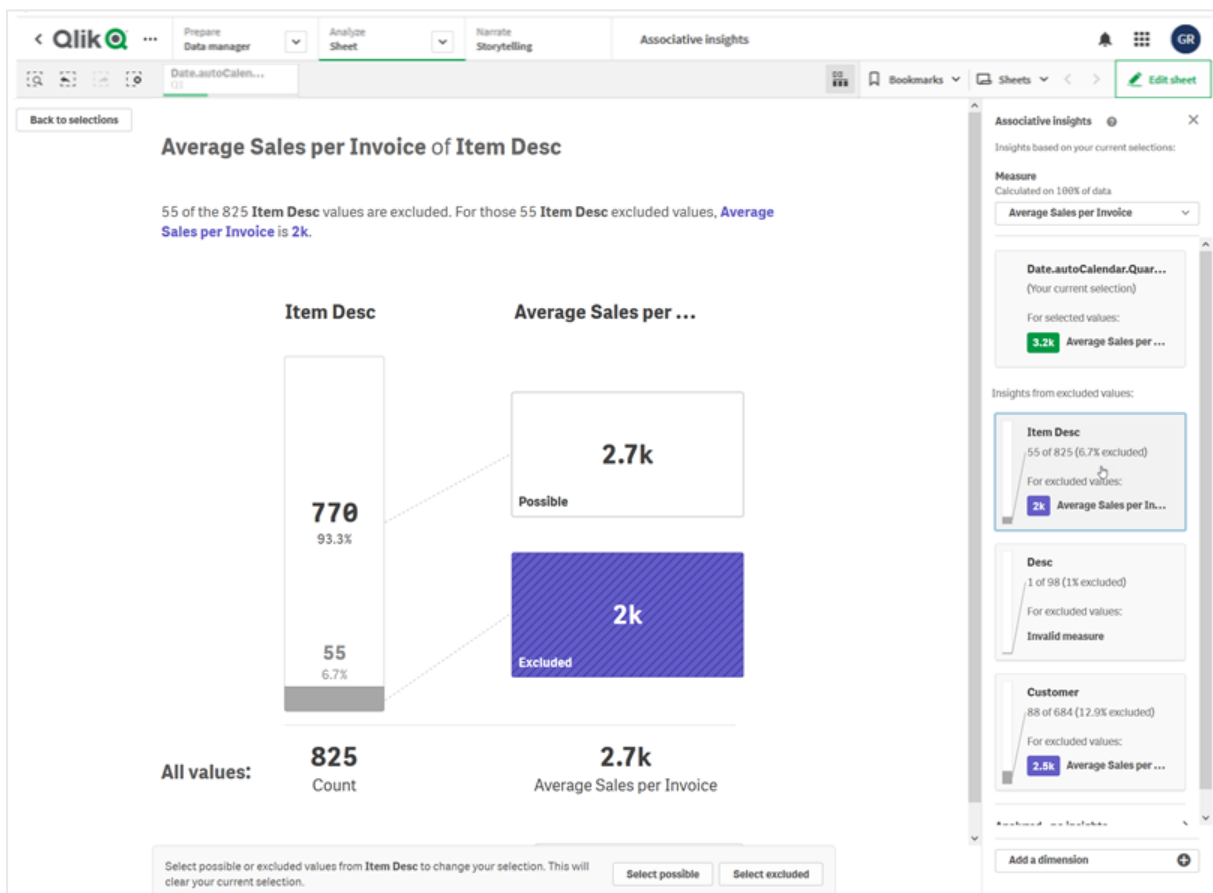 Qlik
...
Prepare
Data manager
Analyze
Sheet
Narrate
Storytelling
Associative insights
GR
Date.autoCalen...
Q3
Bookmarks
Sheets
Edit sheet
Back to selections
Average Sales per Invoice of Item Desc
55 of the 825 Item Desc values are excluded. For those 55 Item Desc excluded values, Average
Sales per Invoice is 2k.
Item Desc
Average Sales per ...
770
93.3%
55
6.7%
2.7k
Possible
2k
Excluded
All values:
825
Count
2.7k
Average Sales per Invoice
Select possible or excluded values from Item Desc to change your selection. This will
clear your current selection.
Select possible
Select excluded
Associative insights
Insights based on your current selections:
Measure
Calculated on 100% of data
Average Sales per Invoice
Date.autoCalendar.Quar...
(Your current selection)
For selected values:
3.2k Average Sales per ...
Insights from excluded values:
Item Desc
55 of 825 (6.7% excluded)
For excluded values:
2k Average Sales per In...
Desc
1 of 98 (1% excluded)
For excluded values:
Invalid measure
Customer
88 of 684 (12.9% excluded)
For excluded values:
2.5k Average Sales per ...
Add a dimension